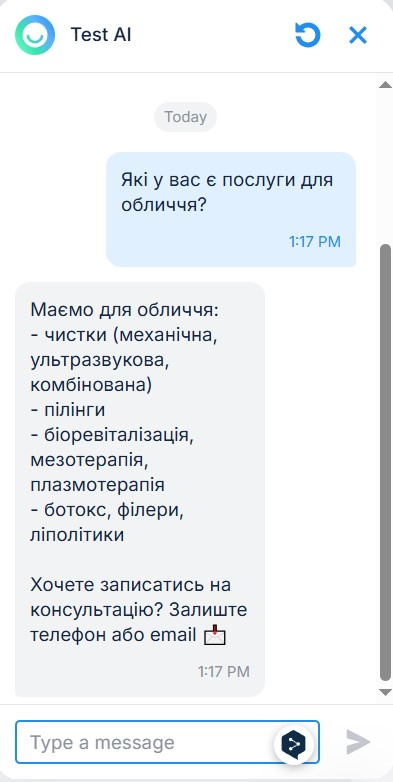 Test AI
Today
Які у вас є послуги для
обличчя?
1:17 PM
Маємо для обличчя:
- чистки (механічна,
ультразвукова,
комбінована)
- пілінги
- біоревіталізація,
мезотерапія,
плазмотерапія
- ботокс, філери,
ліполітики
Хочете записатись на
консультацію? Залиште
телефон або email 📩
1:17 PM
Type a message